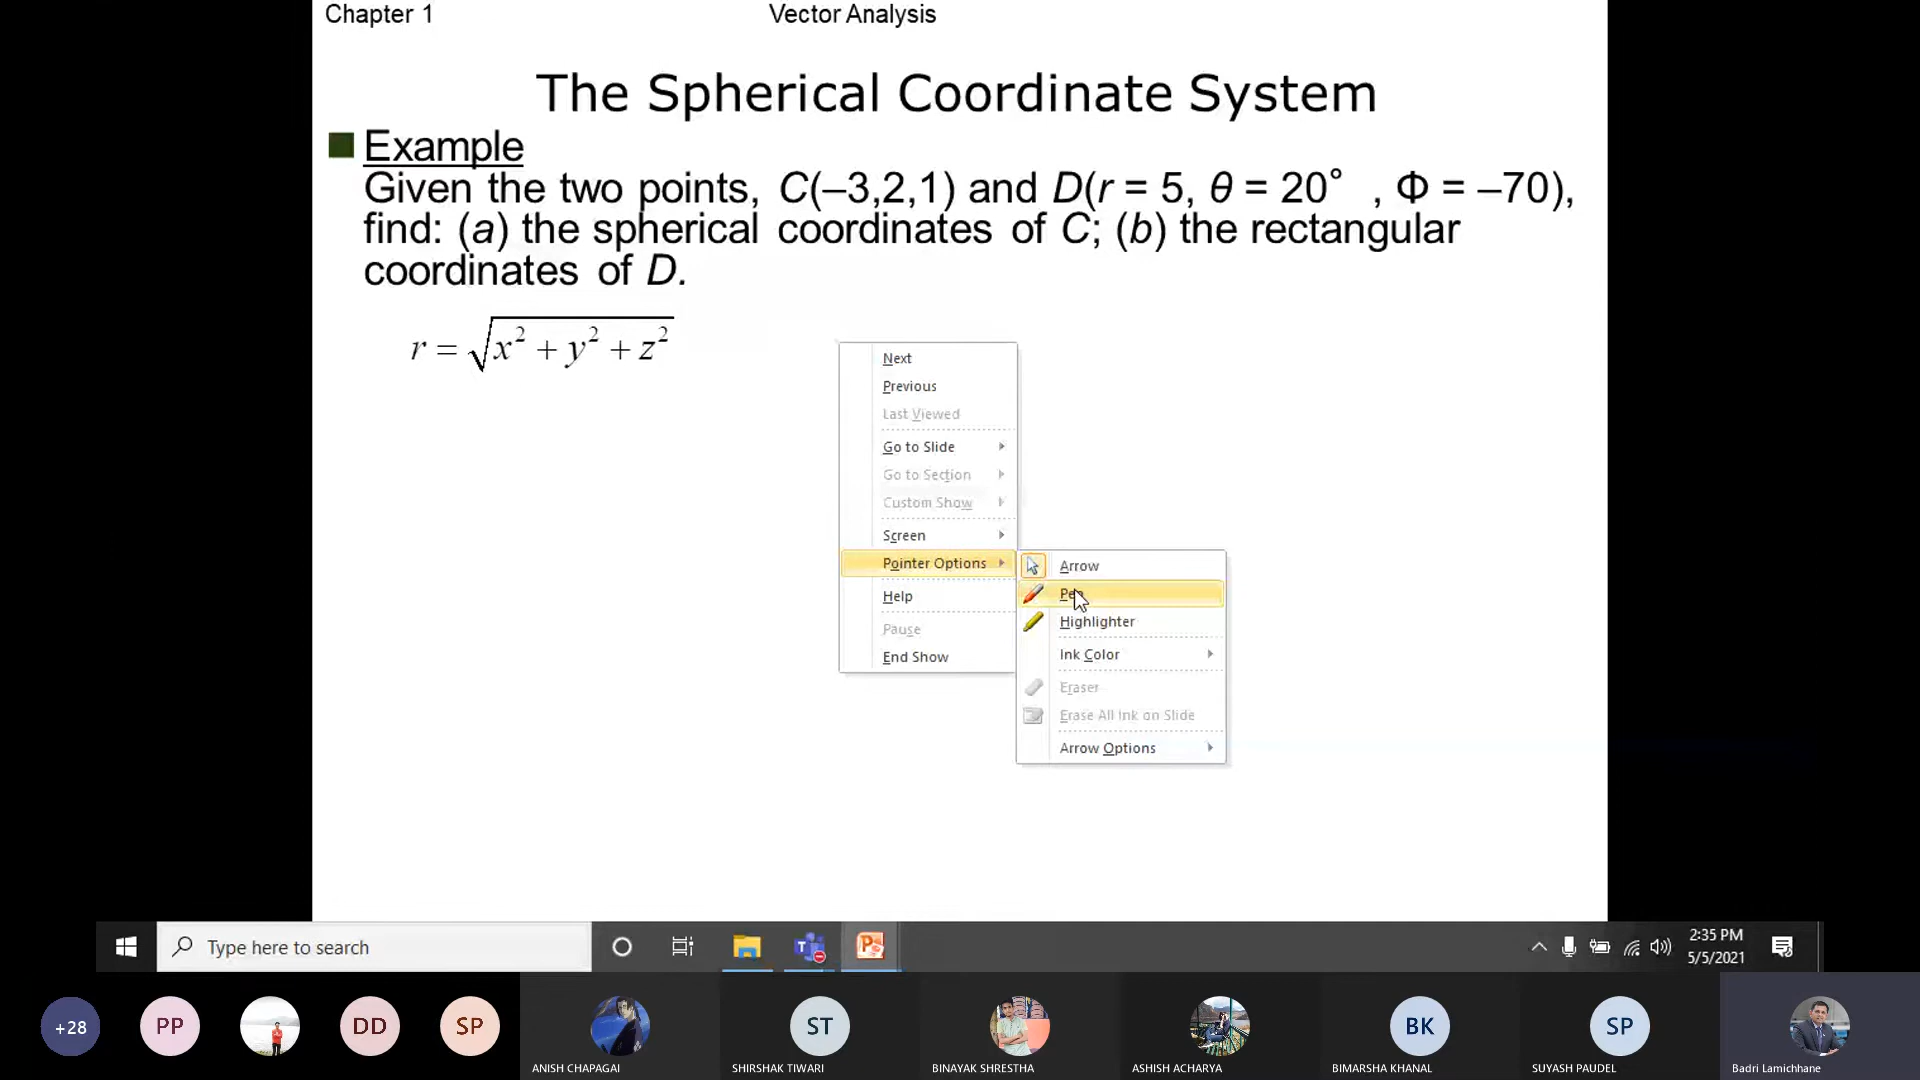 Chapter 1
Vector Analysis
The Spherical Coordinate System
Example
Given the two points, C(–3,2,1) and D(r = 5, θ = 20° , Φ = –70),
find: (a) the spherical coordinates of C; (b) the rectangular
coordinates of D.
r = √x² + y² + z²
Next
Previous
Last Viewed
Go to Slide
Go to Section
Custom Show
Screen
Pointer Options
Help
Pause
End Show
Arrow
Highlighter
Ink Color
Eraser
Erase All Ink on Slide
Arrow Options
Type here to search
2:35 PM
5/5/2021
+28
PP
DD
SP
ANISH CHAPAGAI
ST
SHIRSHAK TIWARI
BINAYAK SHRESTHA
ASHISH ACHARYA
BK
BIMARSHA KHANAL
SP
SUYASH PAUDEL
Badri Lamichhane